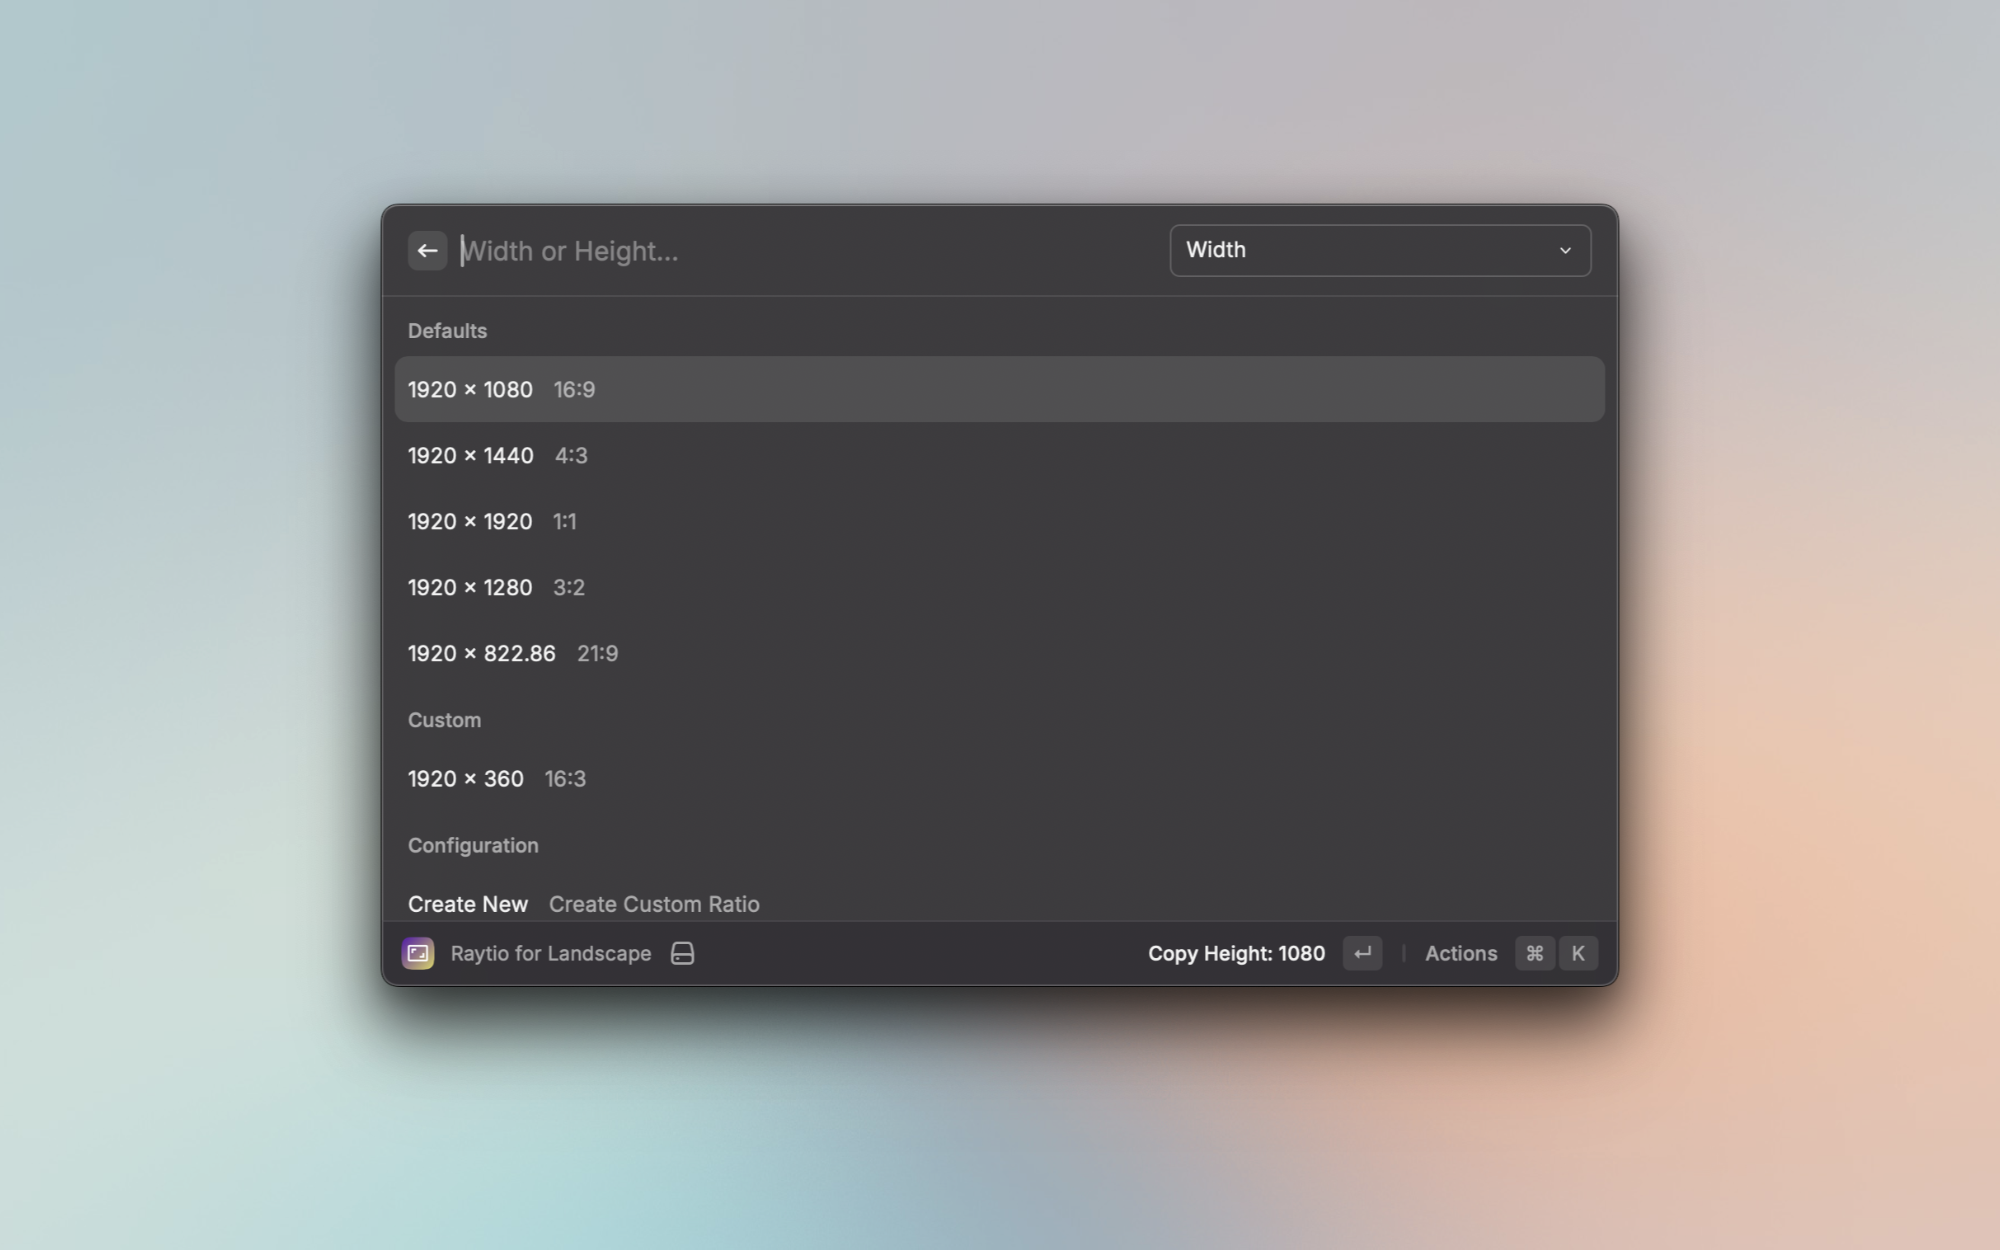 Width or Height...
Width
Defaults
1920 × 1080 16:9
1920 × 1440 4:3
1920 × 1920 1:1
1920 × 1280 3:2
1920 × 822.86 21:9
Custom
1920 × 360 16:3
Configuration
Create New Create Custom Ratio
Raytio for Landscape
Copy Height: 1080 ↵ Actions ⌘ K